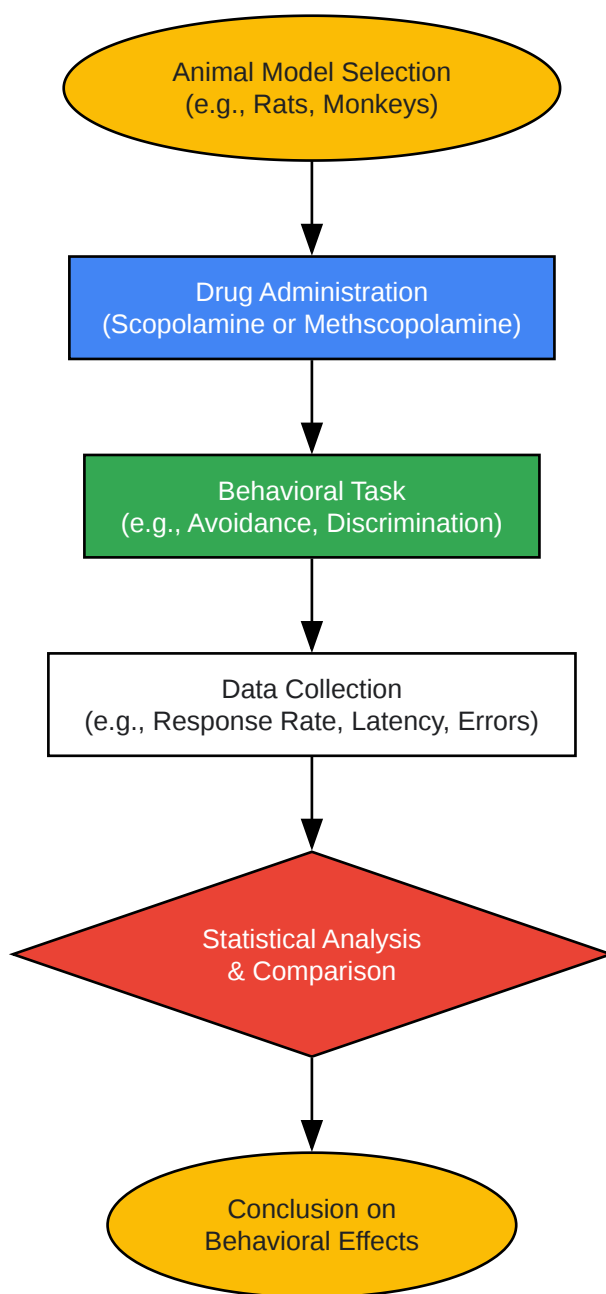 Animal Model Selection
(e.g., Rats, Monkeys)
Drug Administration
(Scopolamine or Methscopolamine)
Behavioral Task
(e.g., Avoidance, Discrimination)
Data Collection
(e.g., Response Rate, Latency, Errors)
Statistical Analysis
& Comparison
Conclusion on
Behavioral Effects